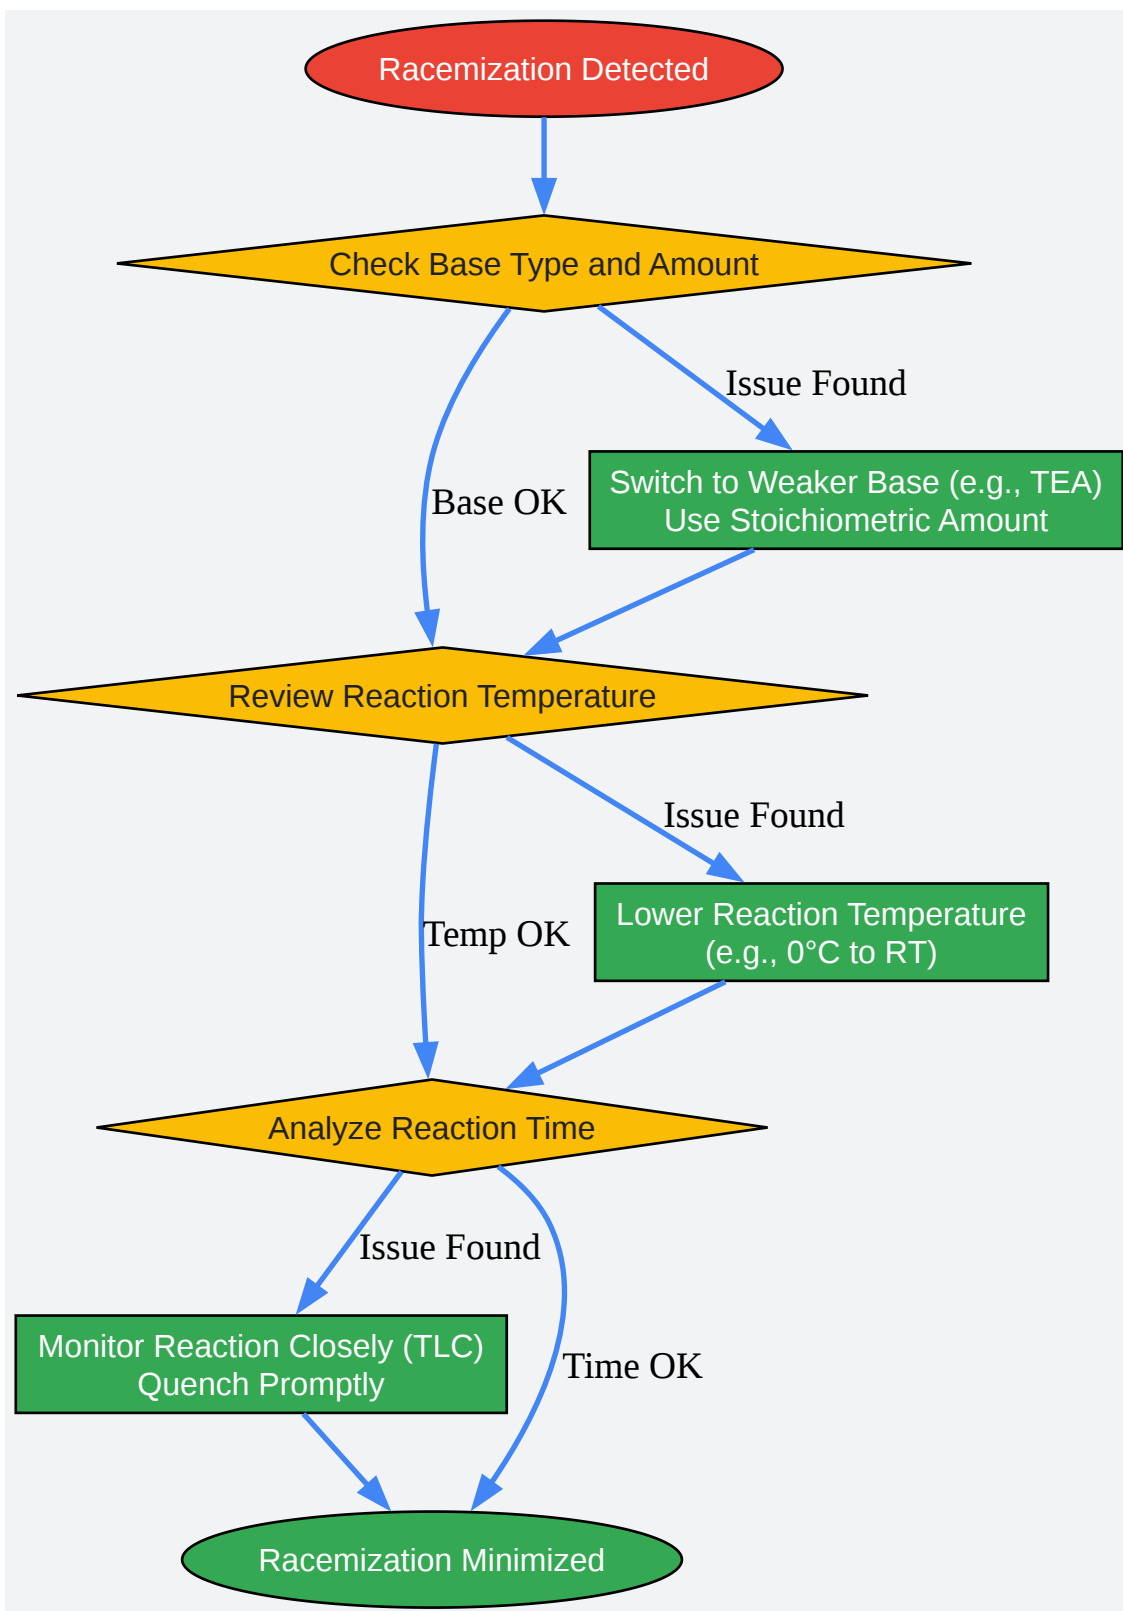 Racemization Detected
Check Base Type and Amount
Issue Found
Switch to Weaker Base (e.g., TEA)
Use Stoichiometric Amount
Base OK
Review Reaction Temperature
Issue Found
Lower Reaction Temperature
(e.g., 0°C to RT)
Temp OK
Analyze Reaction Time
Issue Found
Monitor Reaction Closely (TLC)
Quench Promptly
Time OK
Racemization Minimized